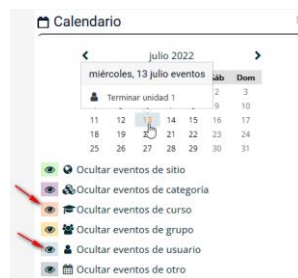 Calendario
julio 2022
miércoles, 13 julio eventos
Sáb Dom
Terminar unidad 1
2 3
9 10
11 12 13 14 15 16 17
18 19 21 22 23 24
25 26 27 28 29 30 31
Ocultar eventos de sitio
Ocultar eventos de categoría
Ocultar eventos de curso
Ocultar eventos de grupo
Ocultar eventos de usuario
Ocultar eventos de otro